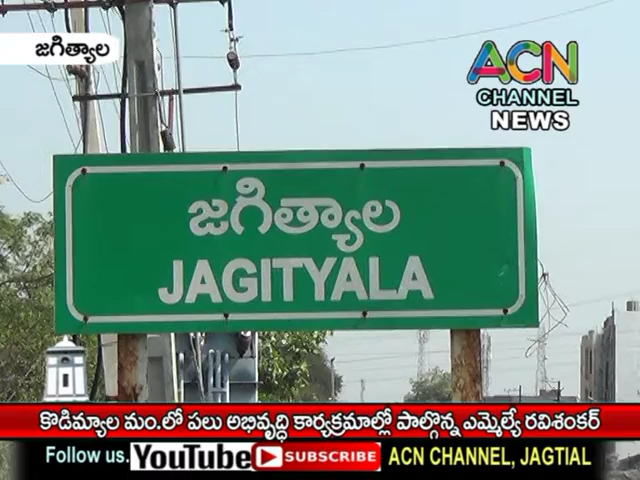 జగిత్యాల
ACN
CHANNEL
NEWS
జగిత్యాల
JAGITYALA
కొడిమ్యాల మం.లో పలు అభివృద్ధి కార్యక్రమాల్లో పాల్గొన్న ఎమ్మెల్యే రవిశంకర్
Follow us. YouTube SUBSCRIBE ACN CHANNEL, JAGTIAL